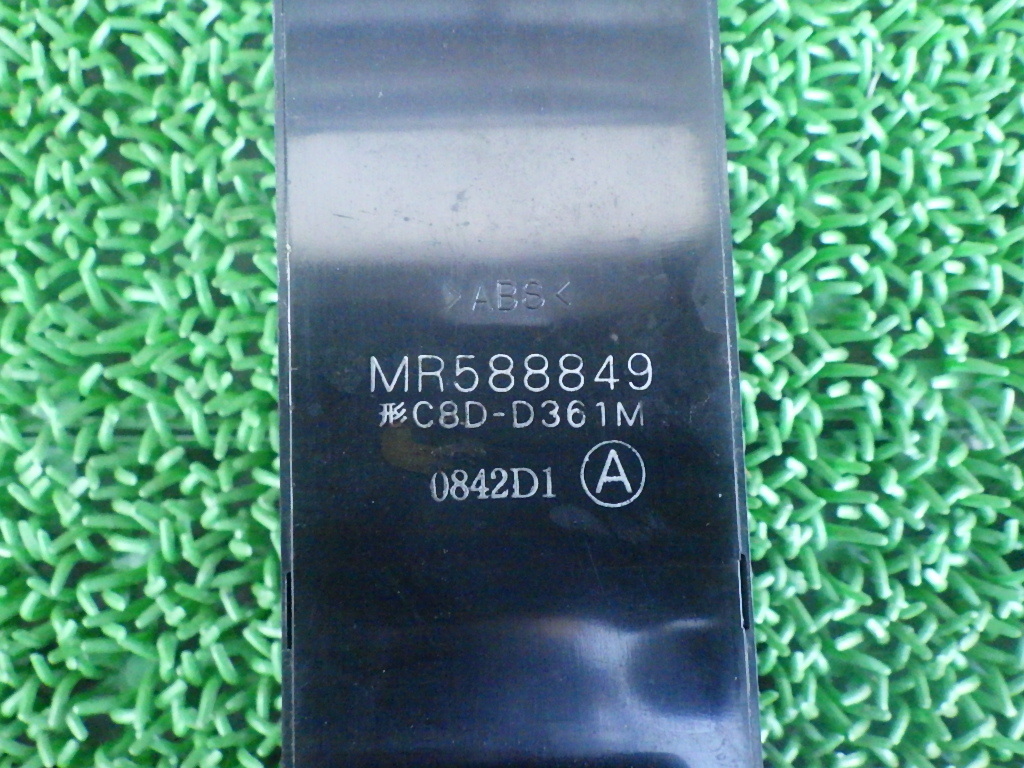 >ABS<
MR588849
形C8D-D361M
0842D1 Ⓐ